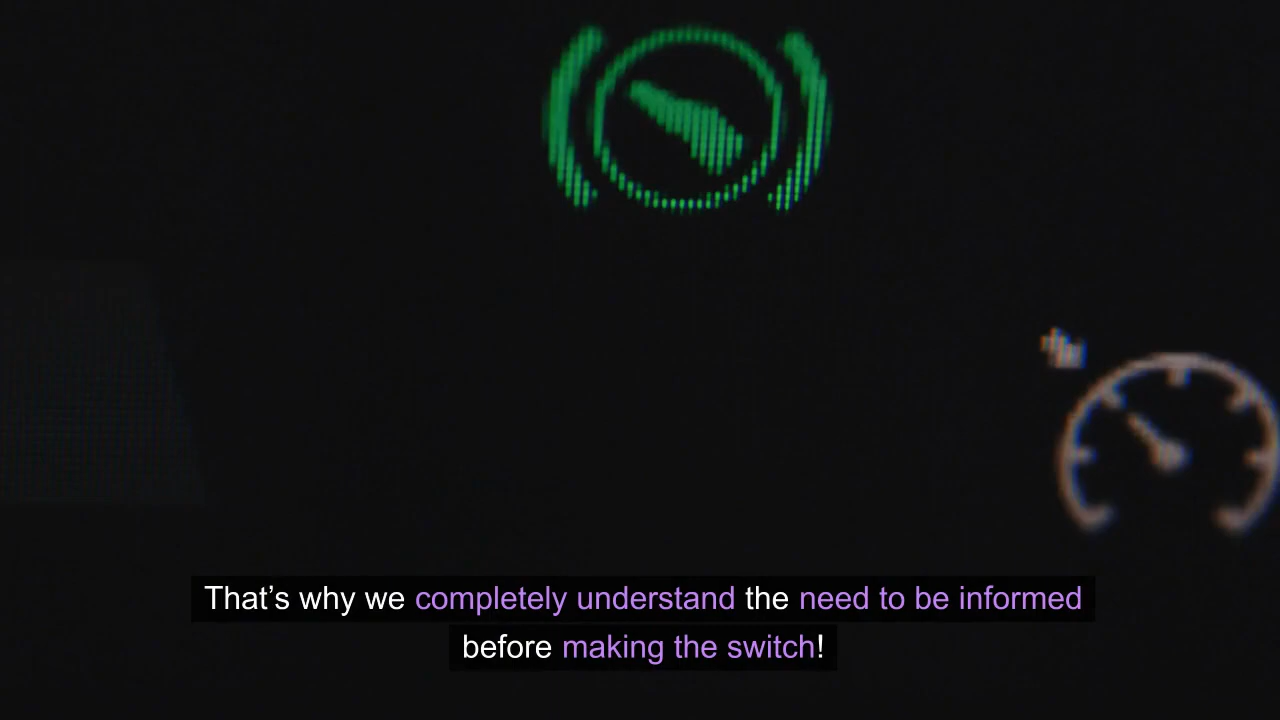 That’s why we completely understand the need to be informed
before making the switch!